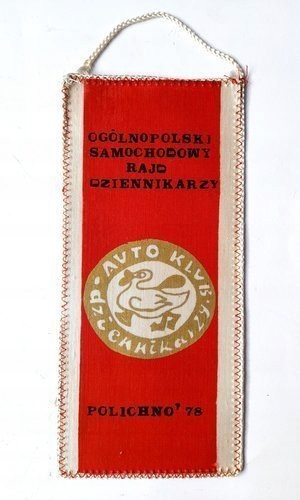 OGÓLNOPOLSKI
SAMOCHODOWY
RAJD
DZIENNIKARZY
AUTO KLUB
dziennikarzy
POLICHNO' 78